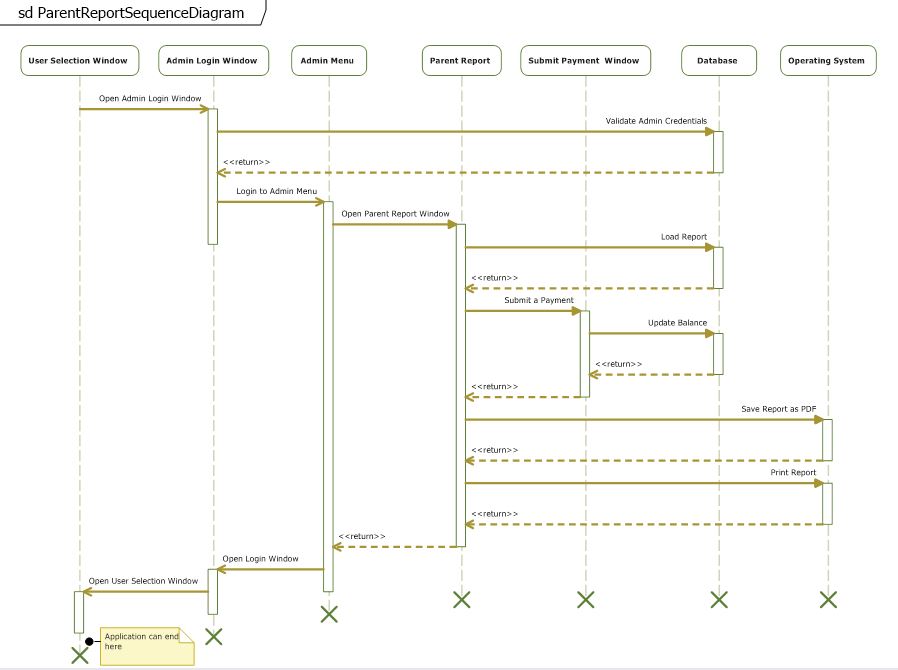 sd ParentReportSequenceDiagram
User Selection Window
Admin Login Window
Admin Menu
Parent Report
Submit Payment  Window
Database
Operating System
Open Admin Login Window
Validate Admin Credentials
<<return>>
Login to Admin Menu
Open Parent Report Window
Load Report
<<return>>
Submit a Payment
Update Balance
<<return>>
<<return>>
Save Report as PDF
<<return>>
Print Report
<<return>>
<<return>>
Open Login Window
Open User Selection Window
Application can end
here